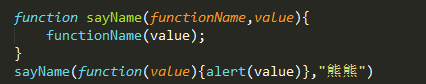 function sayName(functionName,value){
    functionName(value);
}
sayName(function(value){alert(value)},"熊熊")